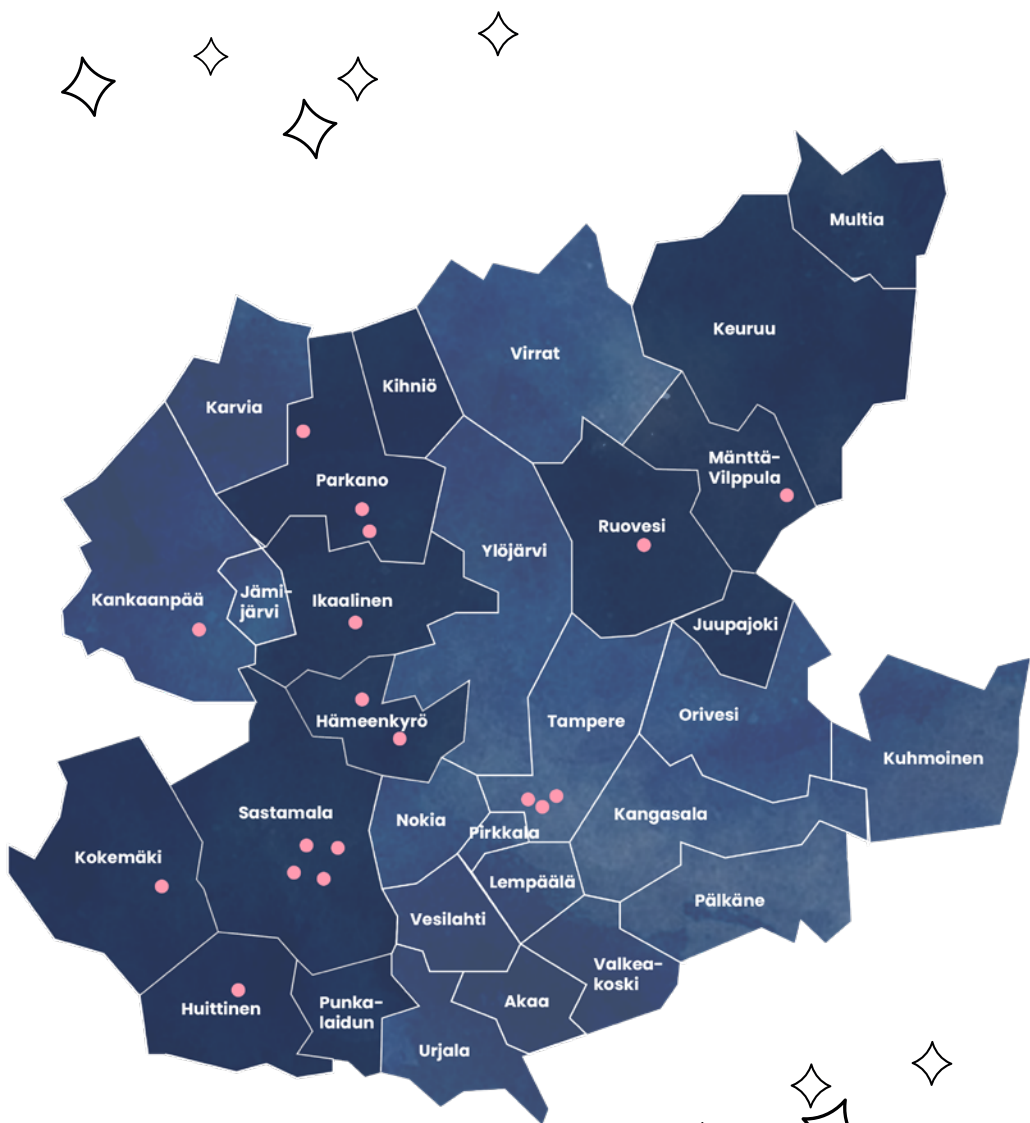 Multia
Keuruu
Virrat
Kihniö
Karvia
Mänttä-
Vilppula
Parkano
Ruovesi
Ylöjärvi
Kankaanpää
Jämi-
järvi
Ikaalinen
Juupajoki
Hämeenkyrö
Tampere
Orivesi
Kuhmoinen
Sastamala
Nokia
Pirkkala
Kangasala
Kokemäki
Lempäälä
Pälkäne
Vesilahti
Valkea-
koski
Huittinen
Punka-
laidun
Akaa
Urjala